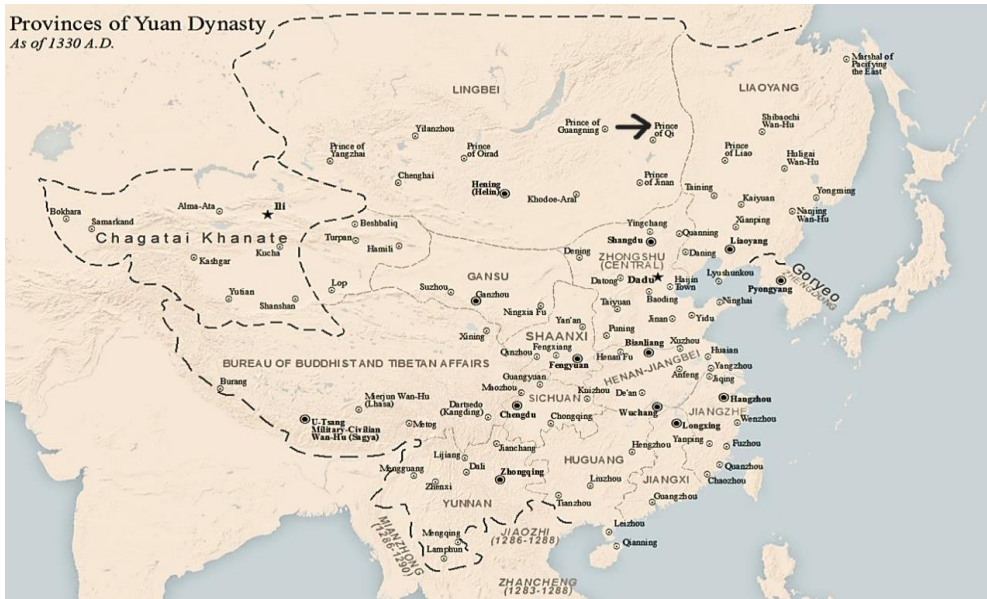 Provinces of Yuan Dynasty
As of 1330 A.D.
Marshal of
Pacifying
the East
LINGBEI
LIAOYANG
Yilanzhou
Prince of
Guangning
Prince
of Qi
Shibaochi
Wan-Hu
Prince of
Yangzhai
Prince
of Oirad
Prince
of Liao
Huligai
Wan-Hu
Chenghai
Hening
(Helin)
Khodoe-Aral
Prince
of Jinan
Taining
Kaiyuan
Yongming
Bokhara
Samarkand
Alma-Ata
Ili
Beshbaliq
Nanjing
Wan-Hu
Yingchang
Xianping
Chagatai Khanate
Turpan
Hamili
Shangdu
Quanning
Liaoyang
Kucha
Kashgar
Dening
ZHONGSHU
(CENTRAL)
Daning
Goryeo
ZHENGDONG
Lop
GANSU
Datong
Dadu
Haijin
Town
Lyushunkou
Pyongyang
Yutian
Shanshan
Suzhou
Ganzhou
Baoding
Taiyuan
Ninghai
Ningxia Fu
Yan'an
Jinan
Yidu
Xining
SHAANXI
Puning
Bianliang
Xuzhou
Qinzhou
Fengxiang
Fengyuan
Henan Fu
HENAN-JIANGBEI
Huaian
BUREAU OF BUDDHIST AND TIBETAN AFFAIRS
Yangzhou
Anfeng
Jiqing
Burang
Guangyuan
Maozhou
SICHUAN
Kuizhou
De'an
Hangzhou
Mierjun Wan-Hu
(Lhasa)
Dartsedo
(Kangding)
Chengdu
Chongqing
Wuchang
JIANGZHE
U-Tsang
Military-Civilian
Wan-Hu (Sagya)
Metog
Longxing
Wenzhou
Jianchang
Hengzhou
Yanping
Fuzhou
Lijiang
Dali
Mengguang
Zhenxi
Zhongqing
HUGUANG
Quanzhou
JIANGXI
Chaozhou
Liuzhou
YUNNAN
Tianzhou
Guangzhou
MIANZHONG
(1286-1290)
Mengqing
Lamphun
JIAOZHI
(1286-1288)
Leizhou
Qianning
ZHANCHENG
(1283-1288)